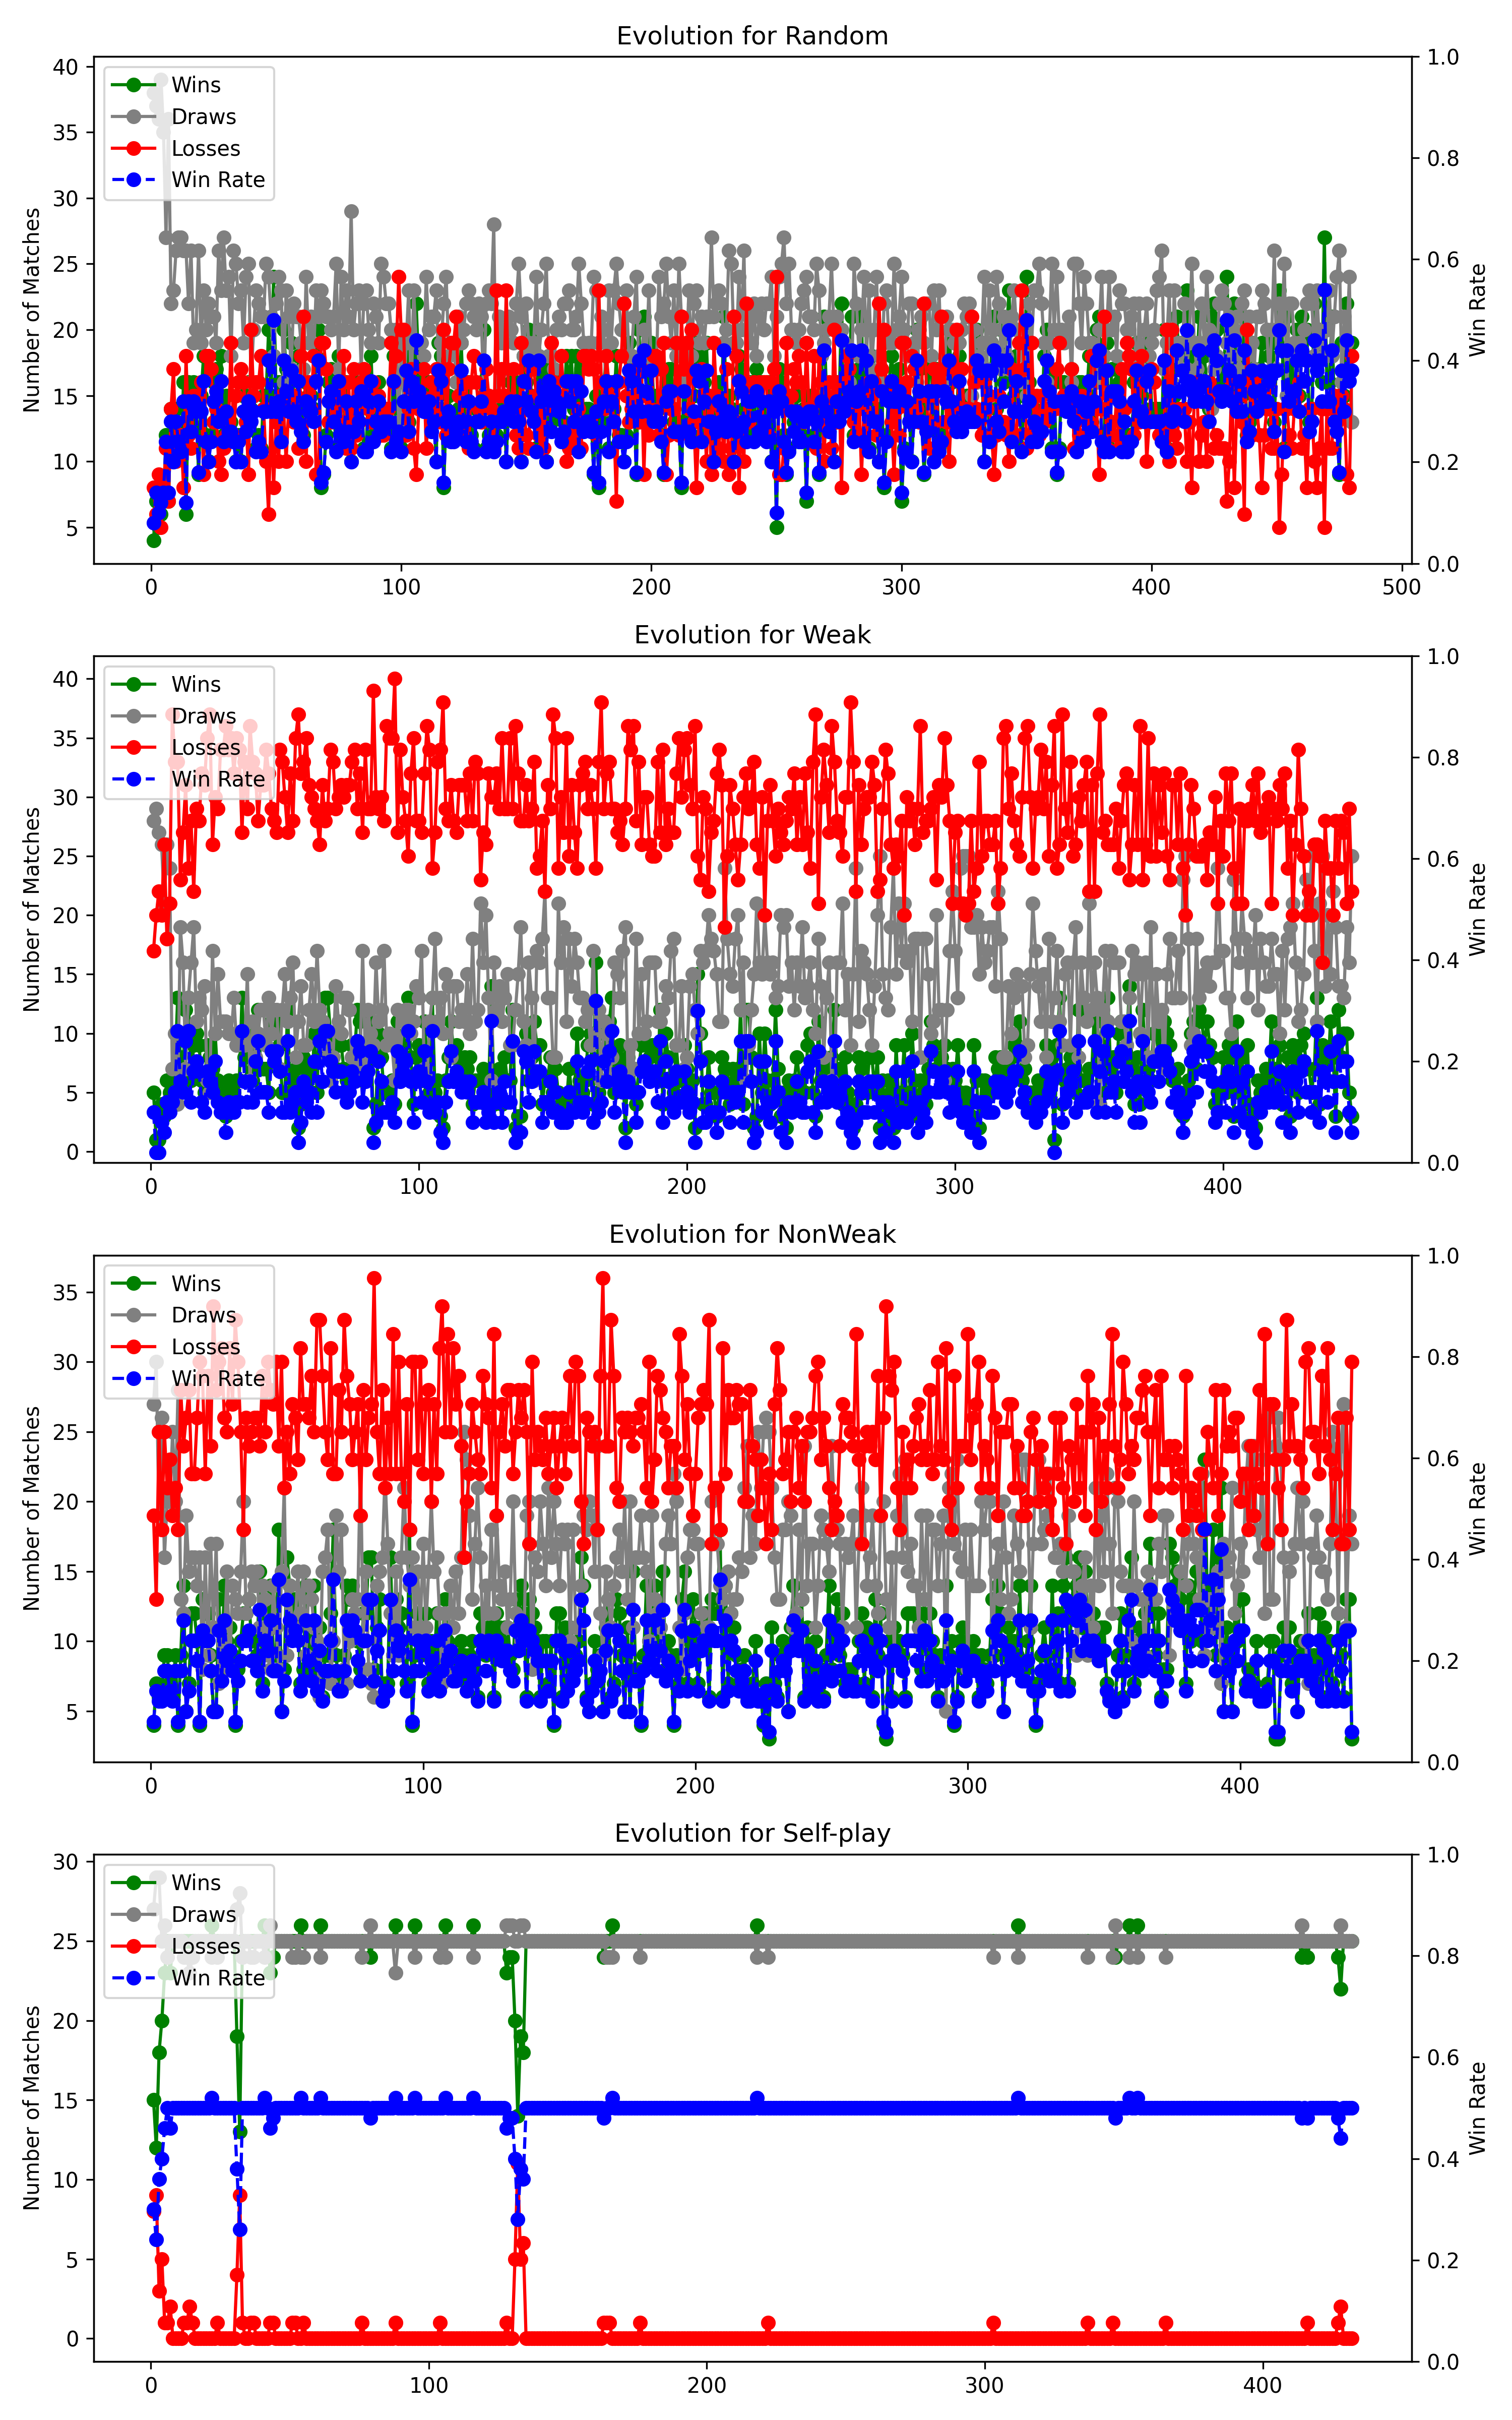 Evolution for Random
Number of Matches
40
35
30
25
20
15
10
5
Wins
Draws
Losses
Win Rate
1.0
0.8
0.6
0.4
0.2
0.0
Win Rate
0 100 200 300 400 500
Evolution for Weak
Number of Matches
40
35
30
25
20
15
10
5
0
Wins
Draws
Losses
Win Rate
1.0
0.8
0.6
0.4
0.2
0.0
Win Rate
0 100 200 300 400
Evolution for NonWeak
Number of Matches
35
30
25
20
15
10
5
Wins
Draws
Losses
Win Rate
1.0
0.8
0.6
0.4
0.2
0.0
Win Rate
0 100 200 300 400
Evolution for Self-play
Number of Matches
30
25
20
15
10
5
0
Wins
Draws
Losses
Win Rate
1.0
0.8
0.6
0.4
0.2
0.0
Win Rate
0 100 200 300 400